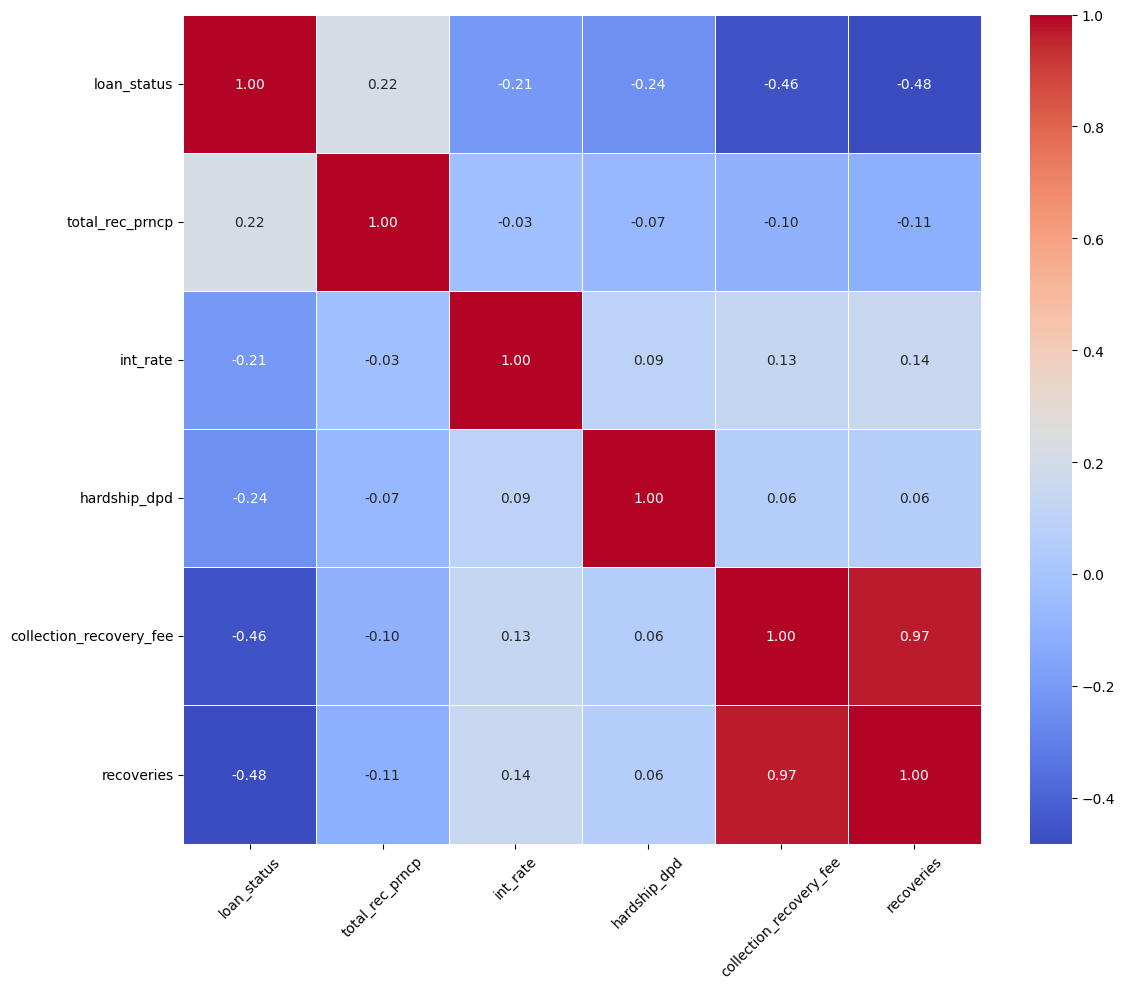 loan_status 1.00 0.22 -0.21 -0.24 -0.46 -0.48
total_rec_prncp 0.22 1.00 -0.03 -0.07 -0.10 -0.11
int_rate -0.21 -0.03 1.00 0.09 0.13 0.14
hardship_dpd -0.24 -0.07 0.09 1.00 0.06 0.06
collection_recovery_fee -0.46 -0.10 0.13 0.06 1.00 0.97
recoveries -0.48 -0.11 0.14 0.06 0.97 1.00
loan_status total_rec_prncp int_rate hardship_dpd collection_recovery_fee recoveries
1.0
0.8
0.6
0.4
0.2
0.0
−0.2
−0.4